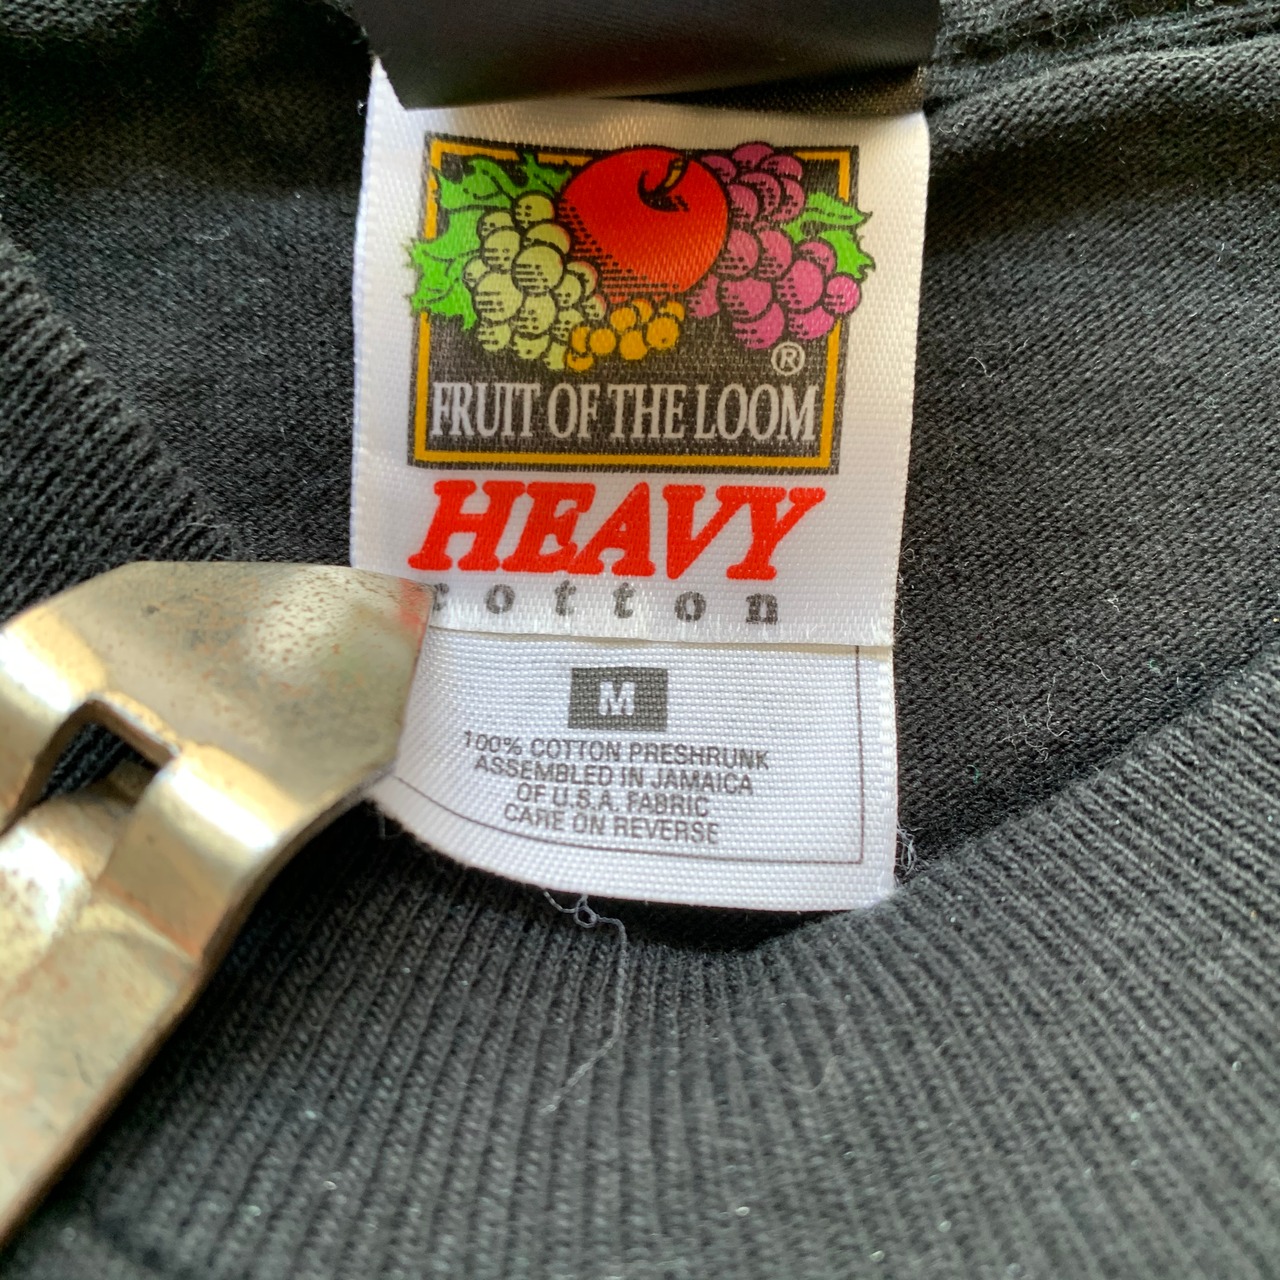 ®
FRUIT OF THE LOOM
HEAVY
cotton
M
100% COTTON PRESHRUNK
ASSEMBLED IN JAMAICA
OF U.S.A. FABRIC
CARE ON REVERSE